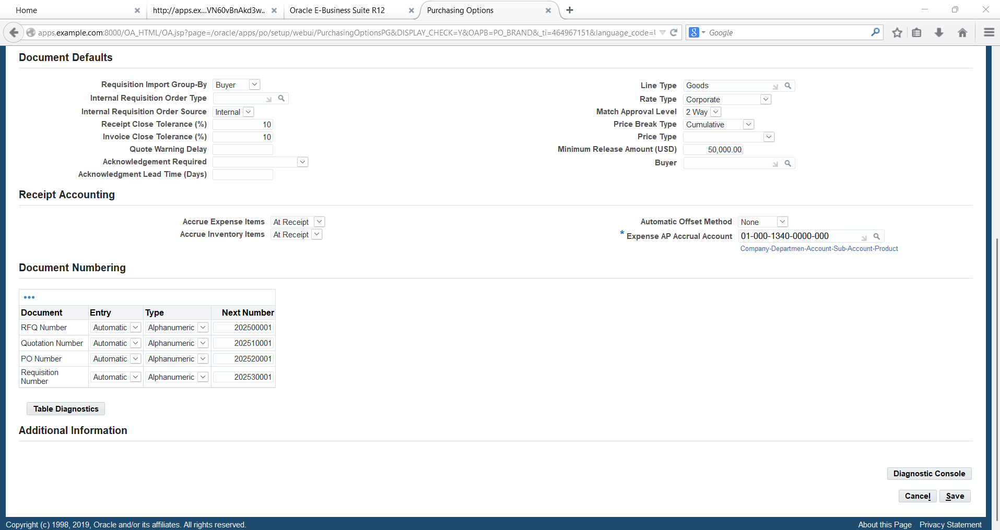 Home
http://apps.ex...VN60vBnAkd3w..
Oracle E-Business Suite R12
Purchasing Options
apps.example.com:8000/OA_HTML/OA.jsp?page=/oracle/apps/po/setup/webui/PurchasingOptionsPG&DISPLAY_CHECK=Y&OAPB=PO_BRAND&_ti=464967151&language_code=
8 Google
Document Defaults
Requisition Import Group-By Buyer
Internal Requisition Order Type
Internal Requisition Order Source Internal
Receipt Close Tolerance (%) 10
Invoice Close Tolerance (%) 10
Quote Warning Delay
Acknowledgement Required
Acknowledgment Lead Time (Days)
Line Type Goods
Rate Type Corporate
Match Approval Level 2 Way
Price Break Type Cumulative
Price Type
Minimum Release Amount (USD) 50,000.00
Buyer
Receipt Accounting
Accrue Expense Items At Receipt
Accrue Inventory Items At Receipt
Automatic Offset Method None
* Expense AP Accrual Account 01-000-1340-0000-000
Company-Departmen-Account-Sub-Account-Product
Document Numbering
Document Entry Type Next Number
RFQ Number Automatic Alphanumeric 202500001
Quotation Number Automatic Alphanumeric 202510001
PO Number Automatic Alphanumeric 202520001
Requisition
Number Automatic Alphanumeric 202530001
Table Diagnostics
Additional Information
Diagnostic Console
Cancel Save
Copyright (c) 1998, 2019, Oracle and/or its affiliates. All rights reserved.
About this Page Privacy Statement